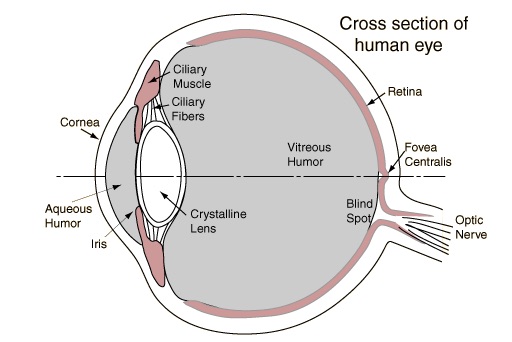 Cross section of
human eye
Ciliary
Muscle
Ciliary
Fibers
Retina
Cornea
Vitreous
Humor
Fovea
Centralis
Aqueous
Humor
Iris
Crystalline
Lens
Blind
Spot
Optic
Nerve